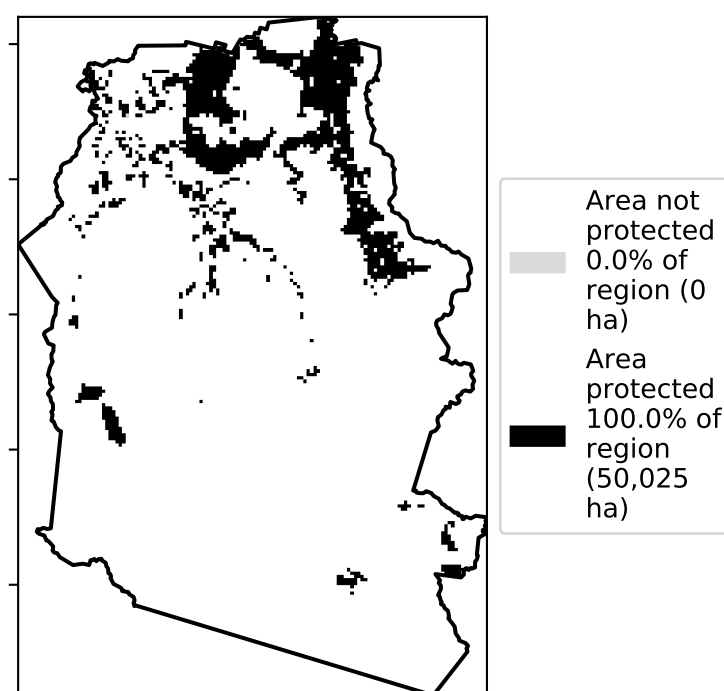 Area not
protected
0.0% of
region (0
ha)
Area
protected
100.0% of
region
(50,025
ha)